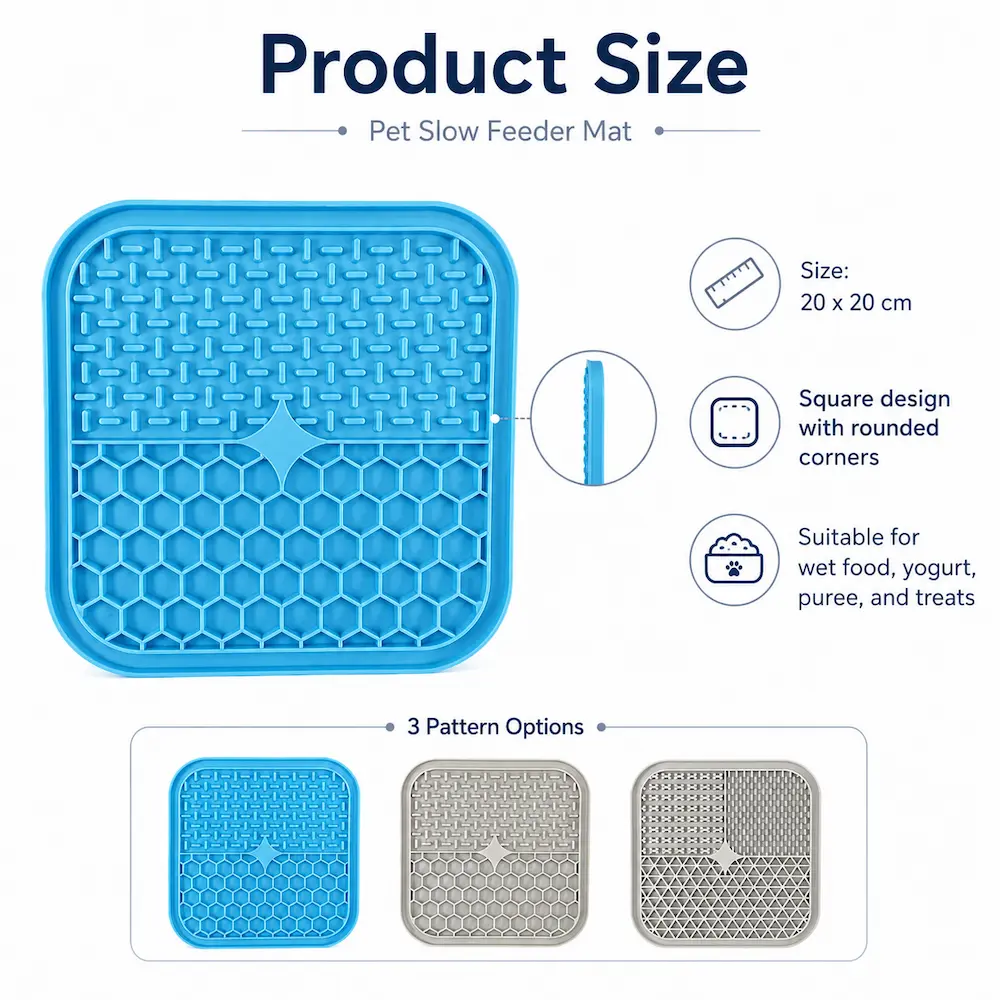 Product Size
Pet Slow Feeder Mat
Size:
20 x 20 cm
Square design
with rounded
corners
Suitable for
wet food, yogurt,
puree, and treats
3 Pattern Options